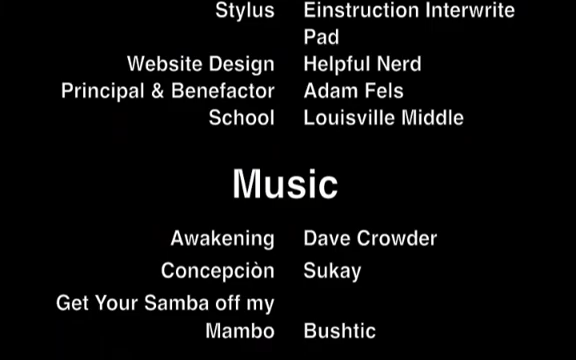 Stylus Einstruction Interwrite
Pad
Website Design Helpful Nerd
Principal & Benefactor Adam Fels
School Louisville Middle
Music
Awakening Dave Crowder
Concepciòn Sukay
Get Your Samba off my
Mambo Bushtic